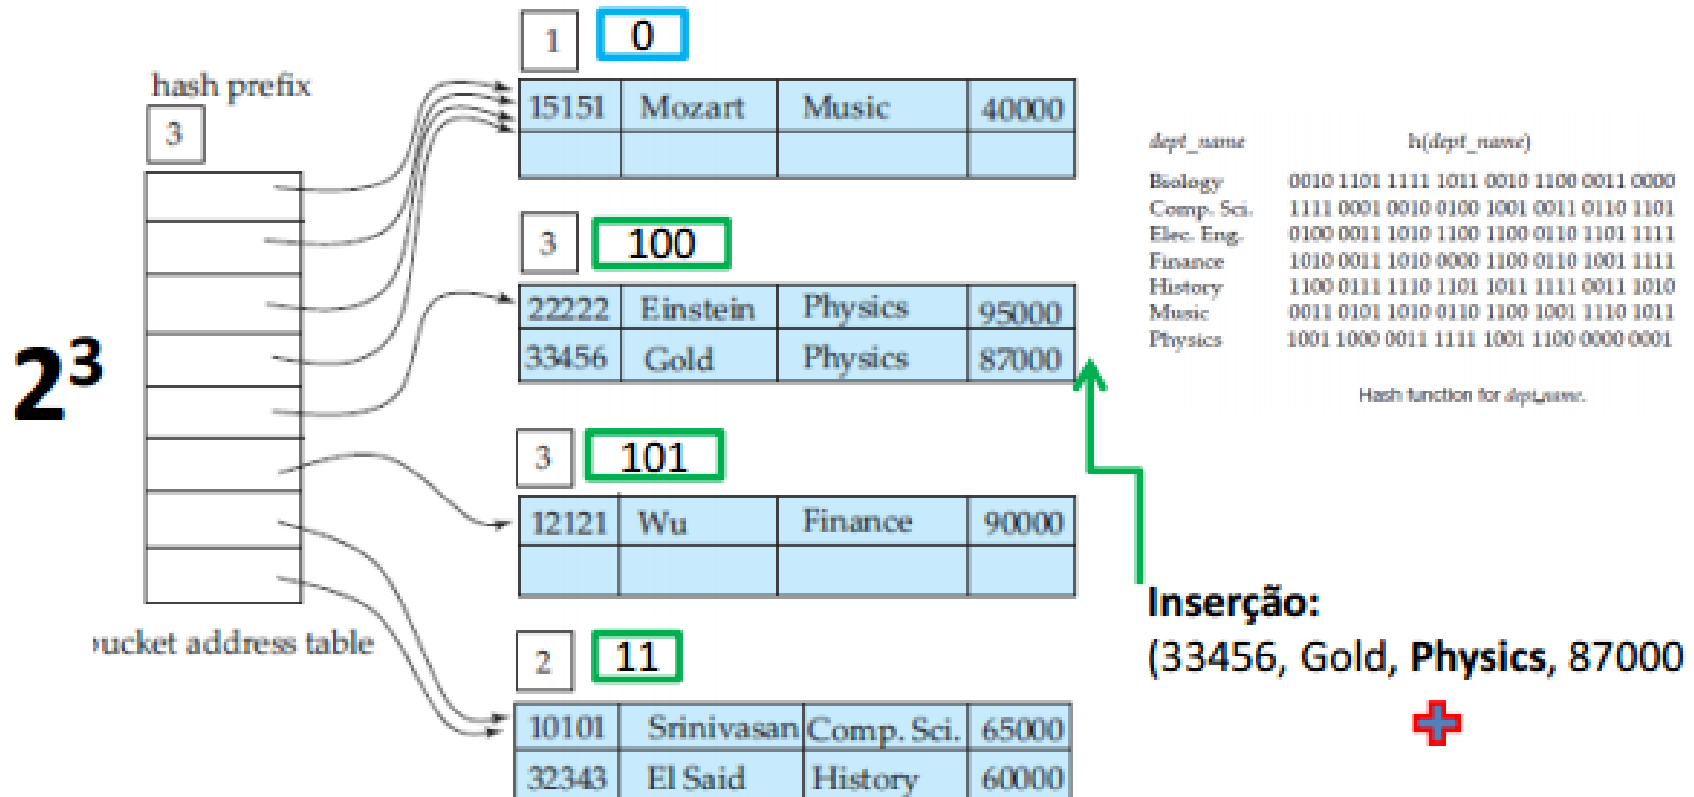 1 0
15151 Mozart Music 40000
hash prefix
3
3 100
22222 Einstein Physics 95000
33456 Gold Physics 87000
2³
3 101
12121 Wu Finance 90000
ucket address table
2 11
10101 Srinivasan Comp. Sci. 65000
32343 El Said History 60000
dept_name h(dept_name)
Biology 0010 1101 1111 1011 0010 1100 0011 0000
Comp. Sci. 1111 0001 0010 0100 1001 0011 0110 1101
Elec. Eng. 0100 0011 1010 1100 1100 0110 1101 1111
Finance 1010 0011 1010 0000 1100 0110 1001 1111
History 1100 0111 1110 1101 1011 1111 0011 1010
Music 0011 0101 1010 0110 1100 1001 1110 1011
Physics 1001 1000 0011 1111 1001 1100 0000 0001
Hash function for dept_name.
Inserção:
(33456, Gold, Physics, 87000